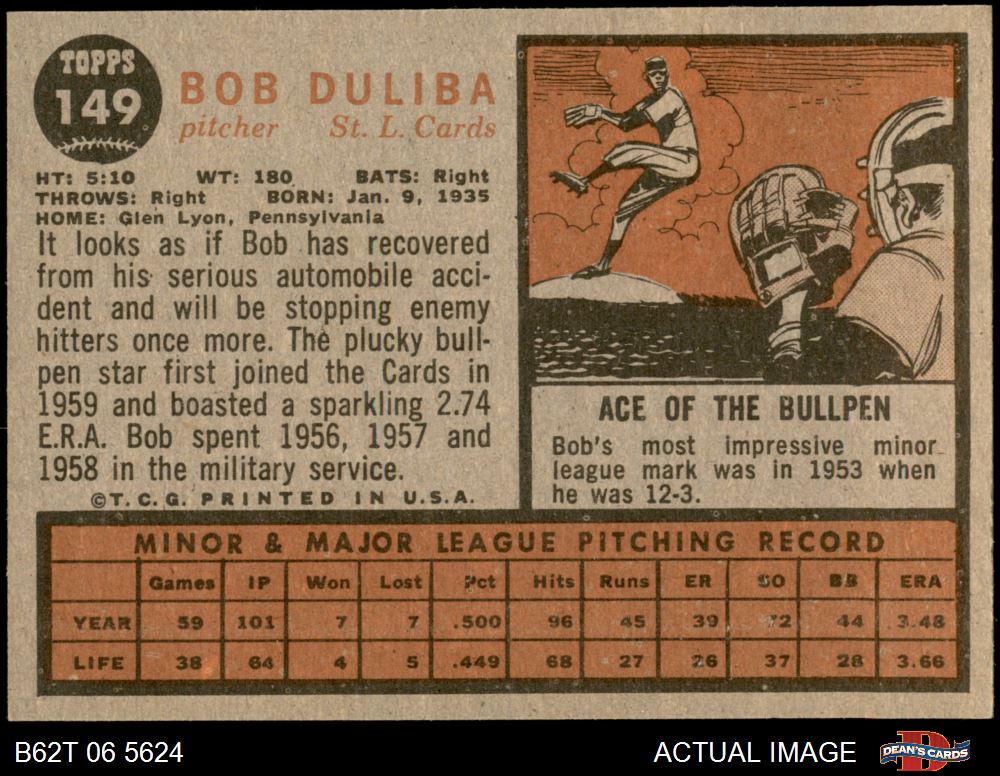 TOPPS
149
BOB DULIBA
pitcher St. L. Cards
HT: 5:10 WT: 180 BATS: Right
THROWS: Right BORN: Jan. 9, 1935
HOME: Glen Lyon, Pennsylvania
It looks as if Bob has recovered
from his serious automobile acci-
dent and will be stopping enemy
hitters once more. The plucky bull-
pen star first joined the Cards in
1959 and boasted a sparkling 2.74
E.R.A. Bob spent 1956, 1957 and
1958 in the military service.
©T.C.G. PRINTED IN U.S.A.
ACE OF THE BULLPEN
Bob's most impressive minor
league mark was in 1953 when
he was 12-3.
MINOR & MAJOR LEAGUE PITCHING RECORD
Games IP Won Lost Pct Hits Runs ER SO BB ERA
YEAR 59 101 7 7 .500 96 45 39 72 44 3.48
LIFE 38 64 4 5 .449 68 27 26 37 28 3.66
B62T 06 5624 ACTUAL IMAGE DEAN'S CARDS